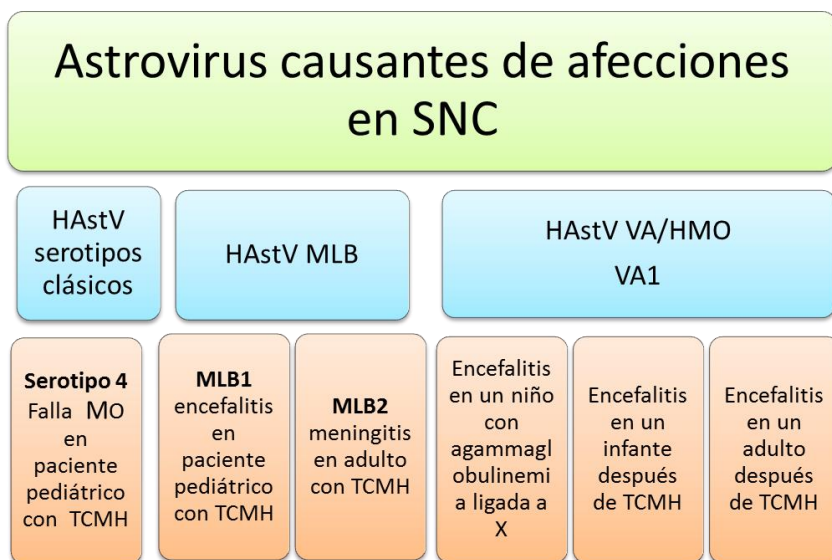 Astrovirus causantes de afecciones
en SNC
HAstV
serotipos
clásicos
HAstV MLB
HAstV VA/HMO
VA1
Serotipo 4
Falla MO
en
paciente
pediátrico
con TCMH
MLB1
encefalitis
en
paciente
pediátrico
con TCMH
MLB2
meningitis
en adulto
con TCMH
Encefalitis
en un niño
con
agammagl
obulinemi
a ligada a
X
Encefalitis
en un
infante
después
de TCMH
Encefalitis
en un
adulto
después
de TCMH